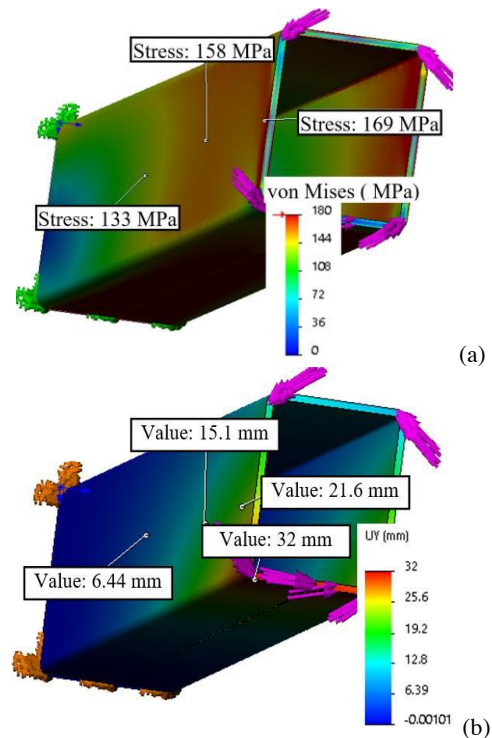 Stress: 158 MPa
Stress: 169 MPa
von Mises ( MPa)
Stress: 133 MPa
180
144
108
72
36
0
(a)
Value: 15.1 mm
Value: 21.6 mm
Value: 32 mm
Value: 6.44 mm
UY (mm)
32
25.6
19.2
12.8
6.39
-0.00101
(b)